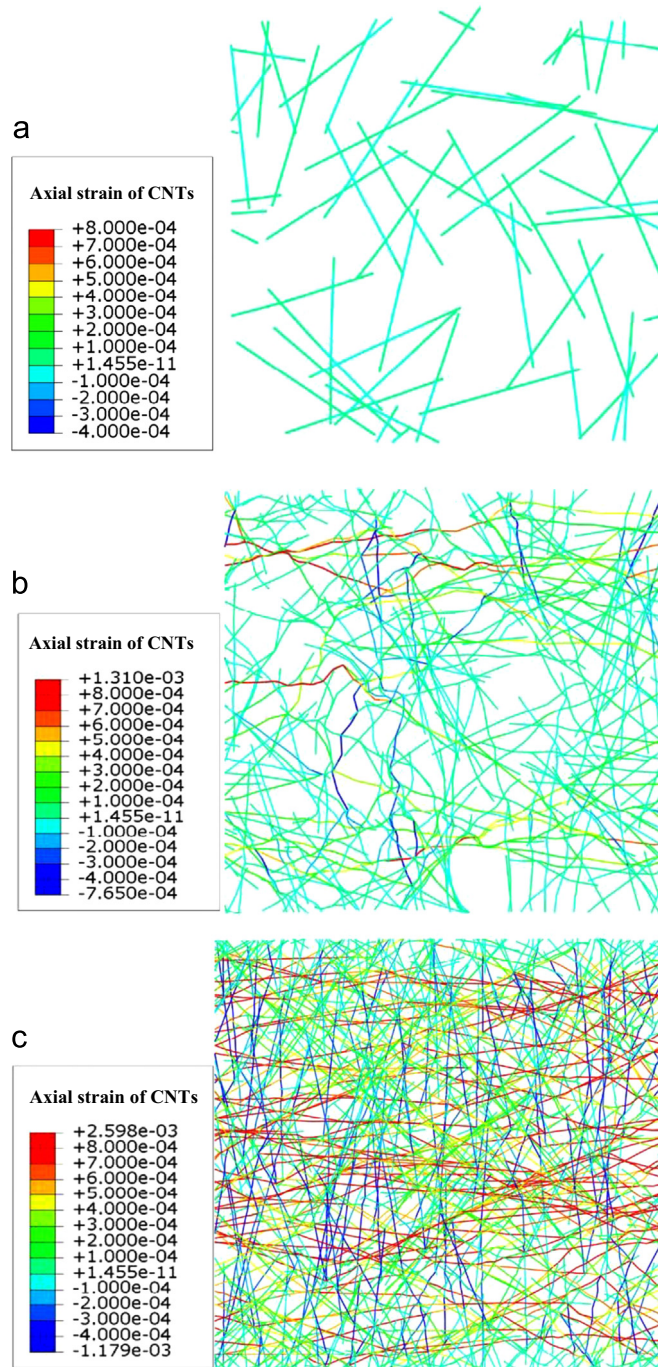 a
Axial strain of CNTs
+8.000e-04
+7.000e-04
+6.000e-04
+5.000e-04
+4.000e-04
+3.000e-04
+2.000e-04
+1.000e-04
+1.455e-11
-1.000e-04
-2.000e-04
-3.000e-04
-4.000e-04
b
Axial strain of CNTs
+1.310e-03
+8.000e-04
+7.000e-04
+6.000e-04
+5.000e-04
+4.000e-04
+3.000e-04
+2.000e-04
+1.000e-04
+1.455e-11
-1.000e-04
-2.000e-04
-3.000e-04
-4.000e-04
-7.650e-04
c
Axial strain of CNTs
+2.598e-03
+8.000e-04
+7.000e-04
+6.000e-04
+5.000e-04
+4.000e-04
+3.000e-04
+2.000e-04
+1.000e-04
+1.455e-11
-1.000e-04
-2.000e-04
-3.000e-04
-4.000e-04
-1.179e-03